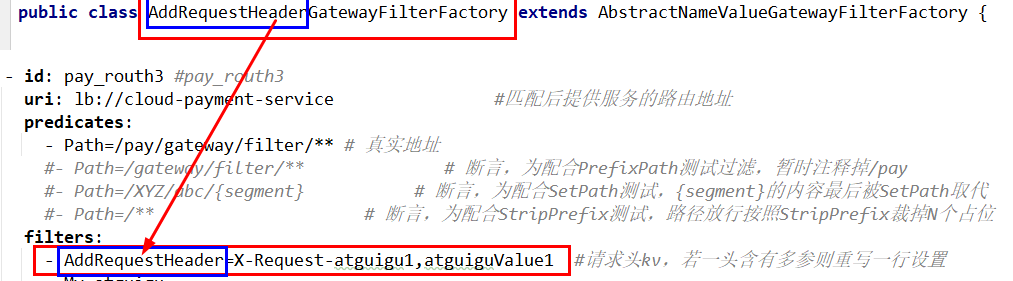 public class AddRequestHeaderGatewayFilterFactory extends AbstractNameValueGatewayFilterFactory {
- id: pay_routh3 #pay_routh3
uri: lb://cloud-payment-service #匹配后提供服务的路由地址
predicates:
- Path=/pay/gateway/filter/** # 真实地址
#- Path=/gateway/filter/** # 断言，为配合PrefixPath测试过滤，暂时注释掉/pay
#- Path=/XYZ/abc/{segment} # 断言，为配合SetPath测试，{segment}的内容最后被SetPath取代
#- Path=/** # 断言，为配合StripPrefix测试，路径放行按照StripPrefix裁掉N个占位
filters:
- AddRequestHeader=X-Request-atguigu1,atguiguValue1 #请求头kv，若一头含有多参则重写一行设置